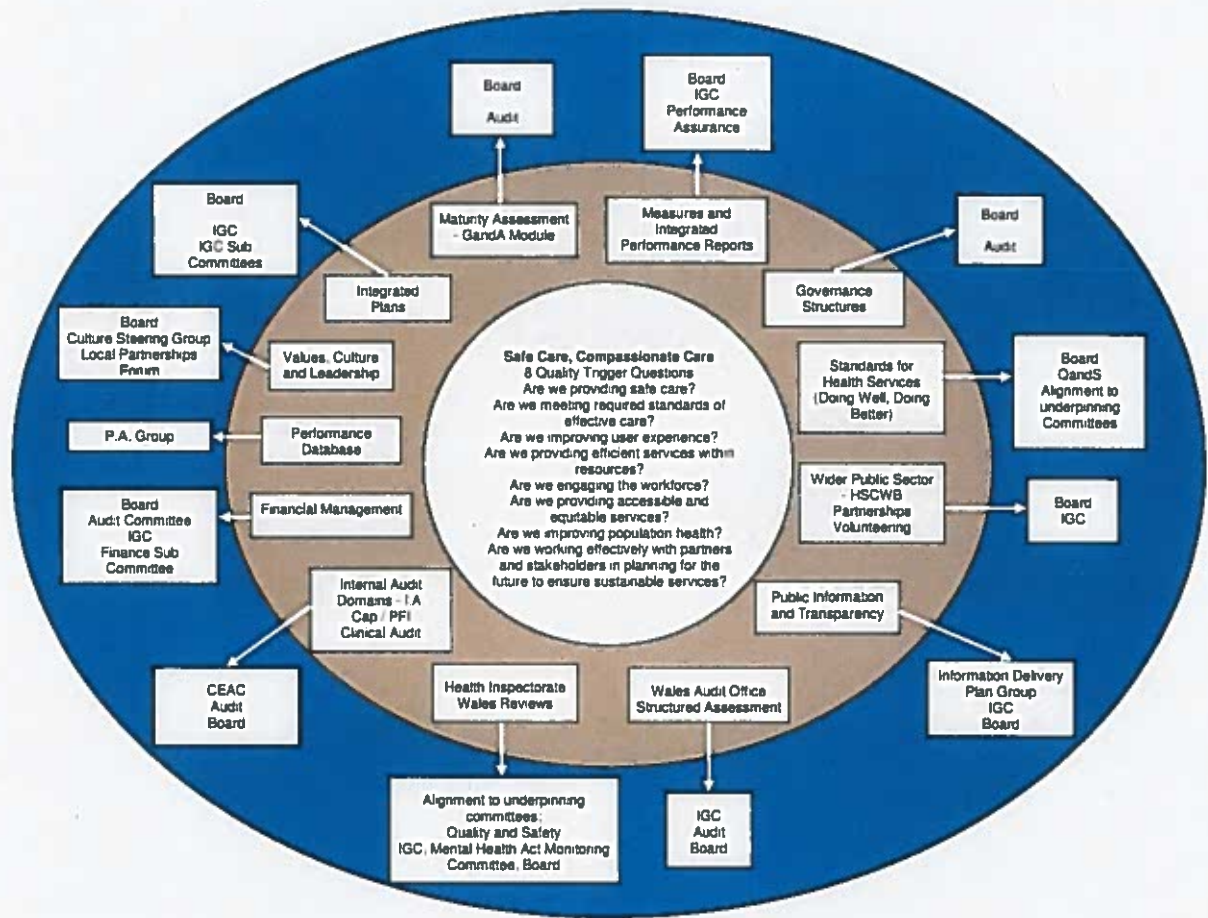 Board
Audit
Board
IGC
Performance
Assurance
Board
IGC
IGC Sub
Committees
Maturity Assessment
- GandA Module
Measures and
Integrated
Performance Reports
Board
Audit
Integrated
Plans
Governance
Structures
Board
Culture Steering Group
Local Partnerships
Forum
Values, Culture
and Leadership
Standards for
Health Services
(Doing Well, Doing
Better)
Board
QandS
Alignment to
underpinning
Committees
P.A. Group
Performance
Database
Safe Care, Compassionate Care
8 Quality Trigger Questions
Are we providing safe care?
Are we meeting required standards of
effective care?
Are we improving user experience?
Are we providing efficient services within
resources?
Are we engaging the workforce?
Are we providing accessible and
equitable services?
Are we improving population health?
Are we working effectively with partners
and stakeholders in planning for the
future to ensure sustainable services?
Wider Public Sector
- HSCWB
Partnerships
Volunteering
Board
IGC
Board
Audit Committee
IGC
Finance Sub
Committee
Financial Management
Internal Audit
Domains - I.A
Cap / PFI
Clinical Audit
Public Information
and Transparency
CEAC
Audit
Board
Health Inspectorate
Wales Reviews
Wales Audit Office
Structured Assessment
Information Delivery
Plan Group
IGC
Board
Alignment to underpinning
committees:
Quality and Safety
IGC, Mental Health Act Monitoring
Committee, Board
IGC
Audit
Board